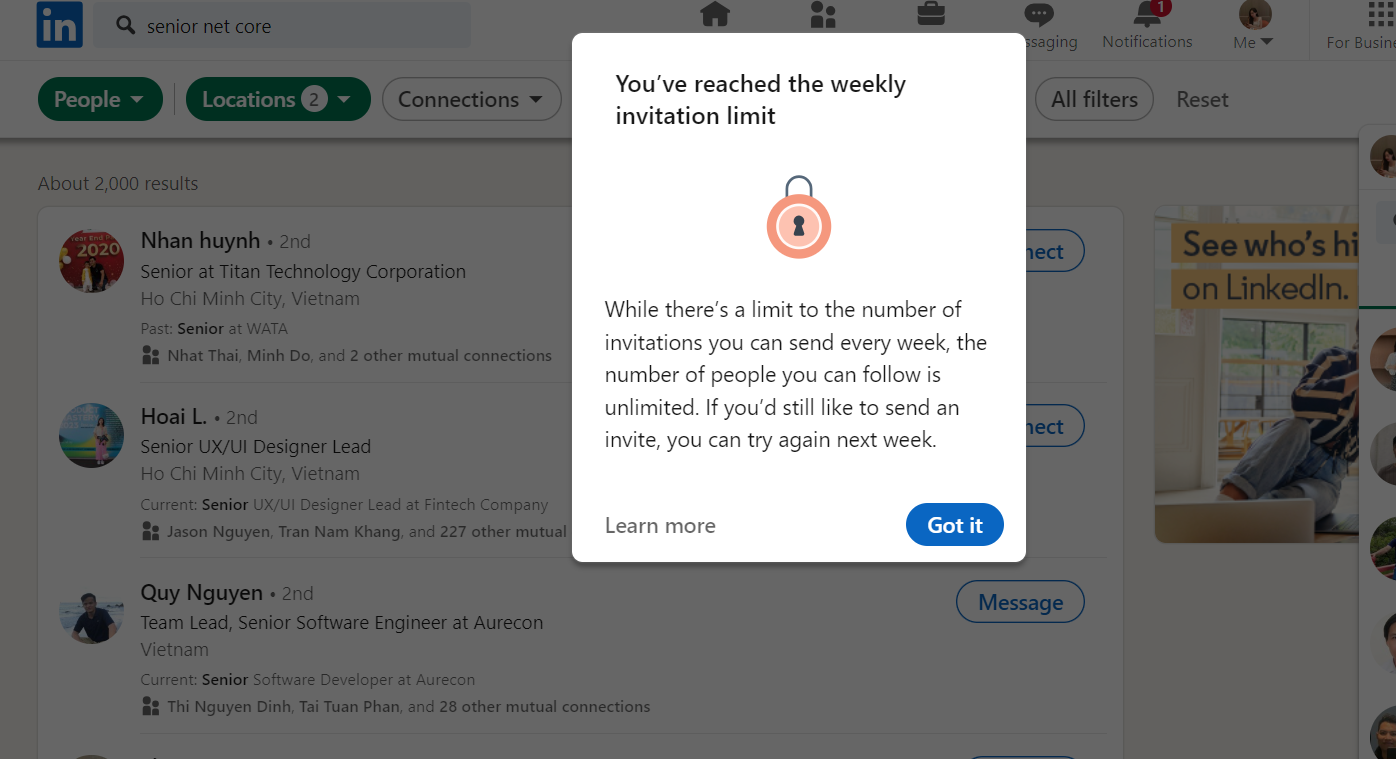 in
senior net core
ssaging
1
Notifications
Me
For Busine
People
Locations 2
Connections
All filters
Reset
You've reached the weekly
invitation limit
While there's a limit to the number of
invitations you can send every week, the
number of people you can follow is
unlimited. If you'd still like to send an
invite, you can try again next week.
Learn more
Got it
About 2,000 results
Year End
2020
Nhan huynh • 2nd
Senior at Titan Technology Corporation
Ho Chi Minh City, Vietnam
Past: Senior at WATA
Nhat Thai, Minh Do, and 2 other mutual connections
nect
Hoai L. • 2nd
Senior UX/UI Designer Lead
Ho Chi Minh City, Vietnam
Current: Senior UX/UI Designer Lead at Fintech Company
Jason Nguyen, Tran Nam Khang, and 227 other mutual
nect
Quy Nguyen • 2nd
Team Lead, Senior Software Engineer at Aurecon
Vietnam
Current: Senior Software Developer at Aurecon
Thi Nguyen Dinh, Tai Tuan Phan, and 28 other mutual connections
Message
See who's hi
on LinkedIn.